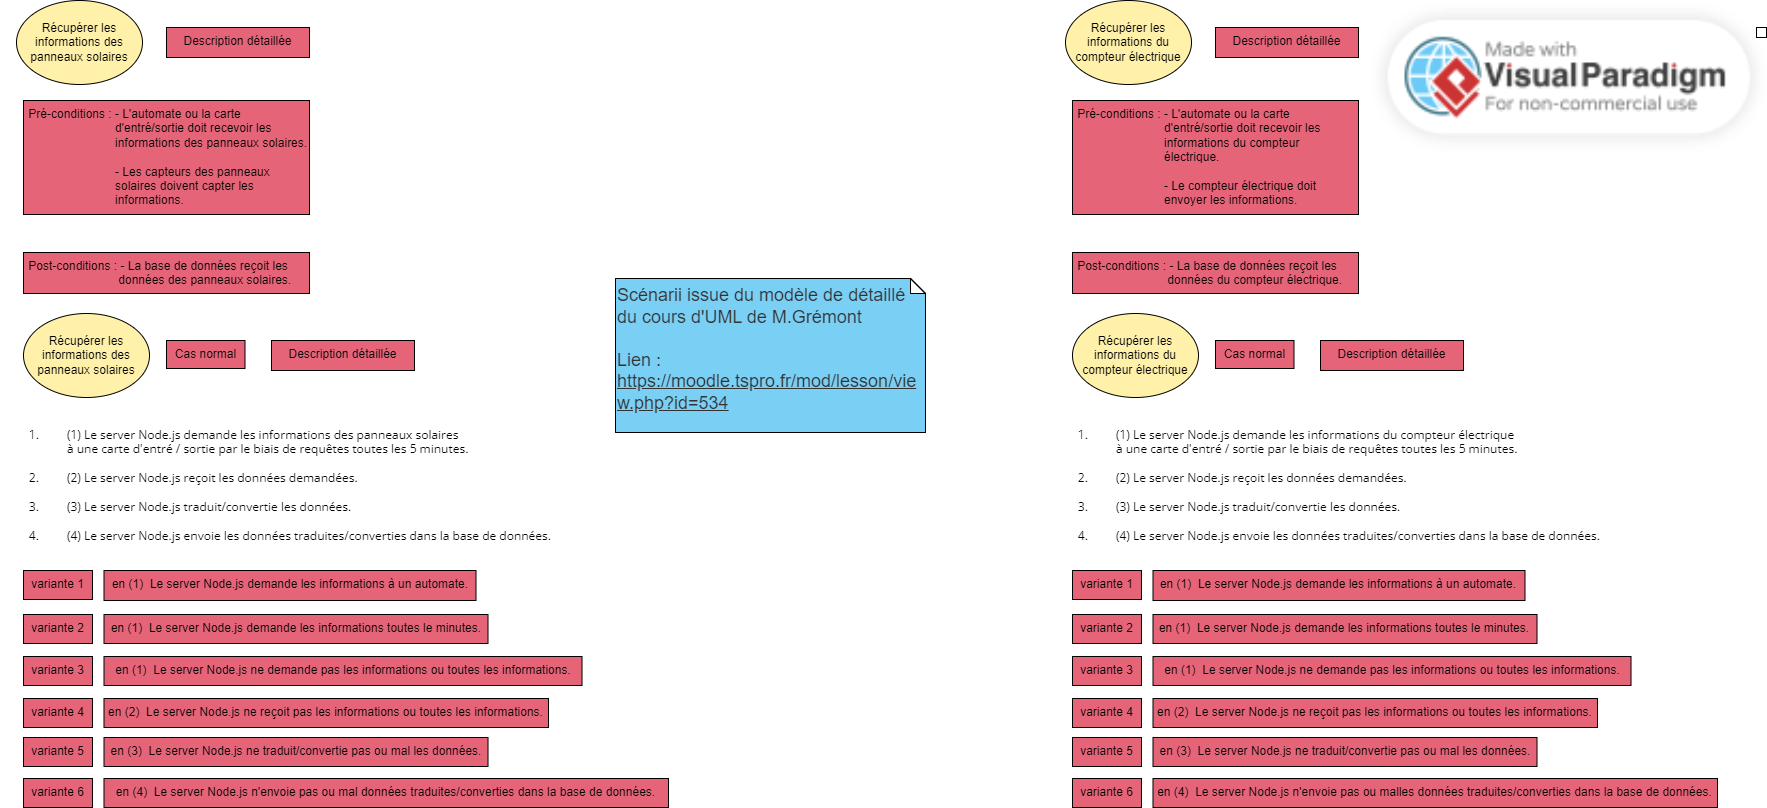 Récupérer les
informations des
panneaux solaires
Description détaillée
Pré-conditions : - L'automate ou la carte
d'entré/sortie doit recevoir les
informations des panneaux solaires.
- Les capteurs des panneaux
solaires doivent capter les
informations.
Post-conditions : - La base de données reçoit les
données des panneaux solaires.
Récupérer les
informations des
panneaux solaires
Cas normal
Description détaillée
1. (1) Le server Node.js demande les informations des panneaux solaires
à une carte d'entré / sortie par le biais de requêtes toutes les 5 minutes.
2. (2) Le server Node.js reçoit les données demandées.
3. (3) Le server Node.js traduit/convertie les données.
4. (4) Le server Node.js envoie les données traduites/converties dans la base de données.
variante 1 en (1) Le server Node.js demande les informations à un automate.
variante 2 en (1) Le server Node.js demande les informations toutes le minutes.
variante 3 en (1) Le server Node.js ne demande pas les informations ou toutes les informations.
variante 4 en (2) Le server Node.js ne reçoit pas les informations ou toutes les informations.
variante 5 en (3) Le server Node.js ne traduit/convertie pas ou mal les données.
variante 6 en (4) Le server Node.js n'envoie pas ou mal données traduites/converties dans la base de données.
Scénarii issue du modèle de détaillé
du cours d'UML de M.Grémont
Lien :
https://moodle.tspro.fr/mod/lesson/vie
w.php?id=534
Récupérer les
informations du
compteur électrique
Description détaillée
Made with
Visual Paradigm
For non-commercial use
Pré-conditions : - L'automate ou la carte
d'entré/sortie doit recevoir les
informations du compteur
électrique.
- Le compteur électrique doit
envoyer les informations.
Post-conditions : - La base de données reçoit les
données du compteur électrique.
Récupérer les
informations du
compteur électrique
Cas normal
Description détaillée
1. (1) Le server Node.js demande les informations du compteur électrique
à une carte d'entré / sortie par le biais de requêtes toutes les 5 minutes.
2. (2) Le server Node.js reçoit les données demandées.
3. (3) Le server Node.js traduit/convertie les données.
4. (4) Le server Node.js envoie les données traduites/converties dans la base de données.
variante 1 en (1) Le server Node.js demande les informations à un automate.
variante 2 en (1) Le server Node.js demande les informations toutes le minutes.
variante 3 en (1) Le server Node.js ne demande pas les informations ou toutes les informations.
variante 4 en (2) Le server Node.js ne reçoit pas les informations ou toutes les informations.
variante 5 en (3) Le server Node.js ne traduit/convertie pas ou mal les données.
variante 6 en (4) Le server Node.js n'envoie pas ou malles données traduites/converties dans la base de données.